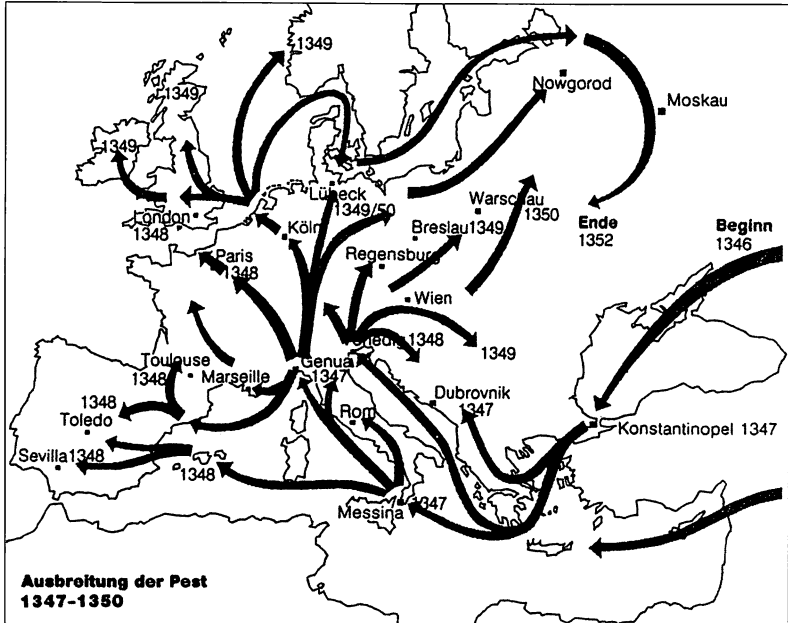 1349
1349
1349
Nowgorod
Moskau
Lübeck
1349/50
London
1348
Köln
Warschau
1350
Breslau 1349
Ende
1352
Beginn
1346
Paris
1348
Regensburg
Wien
Venedig 1348
1349
Toulouse
1348
Marseille
Genua
1347
1348
Toledo
Rom
Dubrovnik
1347
Konstantinopel 1347
Sevilla 1348
1348
Messina
1347
Ausbreitung der Pest
1347-1350